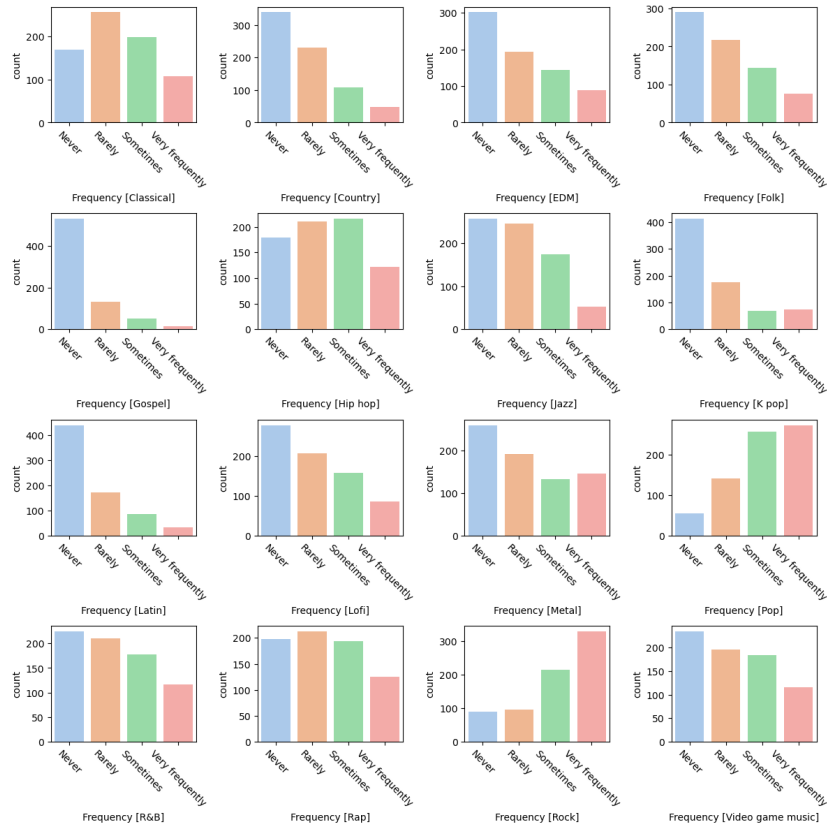 count
200
100
0
Never
Rarely
Sometimes
Very frequently
Frequency [Classical]
count
300
200
100
0
Never
Rarely
Sometimes
Very frequently
Frequency [Country]
count
300
200
100
0
Never
Rarely
Sometimes
Very frequently
Frequency [EDM]
count
300
200
100
0
Never
Rarely
Sometimes
Very frequently
Frequency [Folk]
count
400
200
0
Never
Rarely
Sometimes
Very frequently
Frequency [Gospel]
count
200
150
100
50
0
Never
Rarely
Sometimes
Very frequently
Frequency [Hip hop]
count
200
100
0
Never
Rarely
Sometimes
Very frequently
Frequency [Jazz]
count
400
300
200
100
0
Never
Rarely
Sometimes
Very frequently
Frequency [K pop]
count
400
300
200
100
0
Never
Rarely
Sometimes
Very frequently
Frequency [Latin]
count
200
100
0
Never
Rarely
Sometimes
Very frequently
Frequency [Lofi]
count
200
100
0
Never
Rarely
Sometimes
Very frequently
Frequency [Metal]
count
200
100
0
Never
Rarely
Sometimes
Very frequently
Frequency [Pop]
count
200
150
100
50
0
Never
Rarely
Sometimes
Very frequently
Frequency [R&B]
count
200
150
100
50
0
Never
Rarely
Sometimes
Very frequently
Frequency [Rap]
count
300
200
100
0
Never
Rarely
Sometimes
Very frequently
Frequency [Rock]
count
200
150
100
50
0
Never
Rarely
Sometimes
Very frequently
Frequency [Video game music]